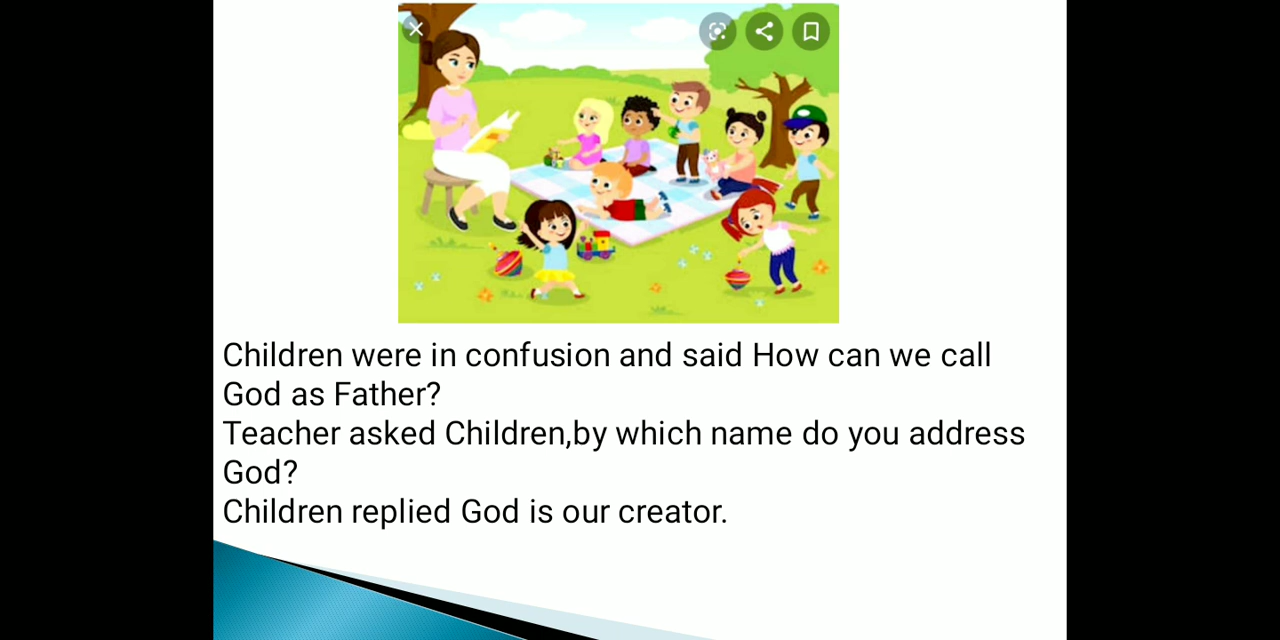 Children were in confusion and said How can we call
God as Father?
Teacher asked Children,by which name do you address
God?
Children replied God is our creator.